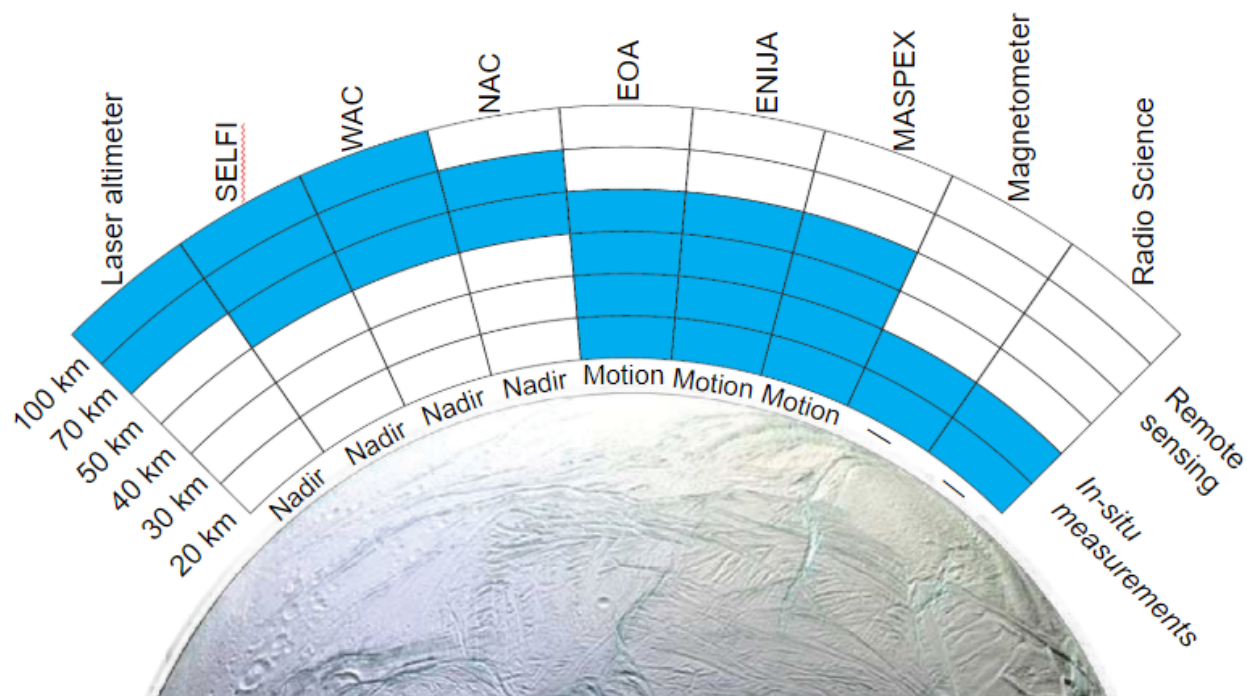 Laser altimeter
SELFI
WAC
NAC
EOA
ENIJA
MASPEX
Magnetometer
Radio Science
100 km
70 km
50 km
40 km
30 km
20 km
Nadir
Nadir
Nadir
Nadir
Motion
Motion
Motion
—
—
Remote
sensing
In-situ
measurements